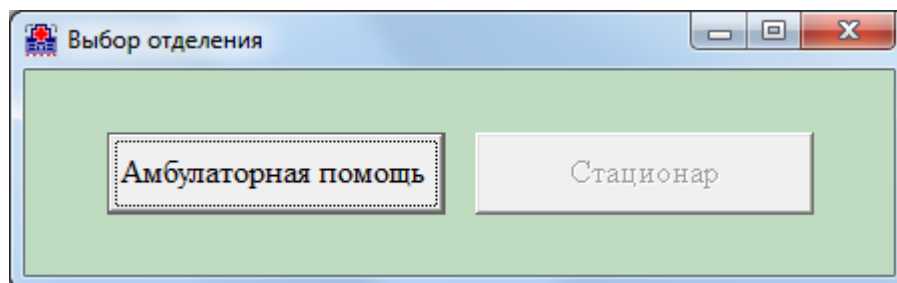 Выбор отделения
Амбулаторная помощь
Стационар